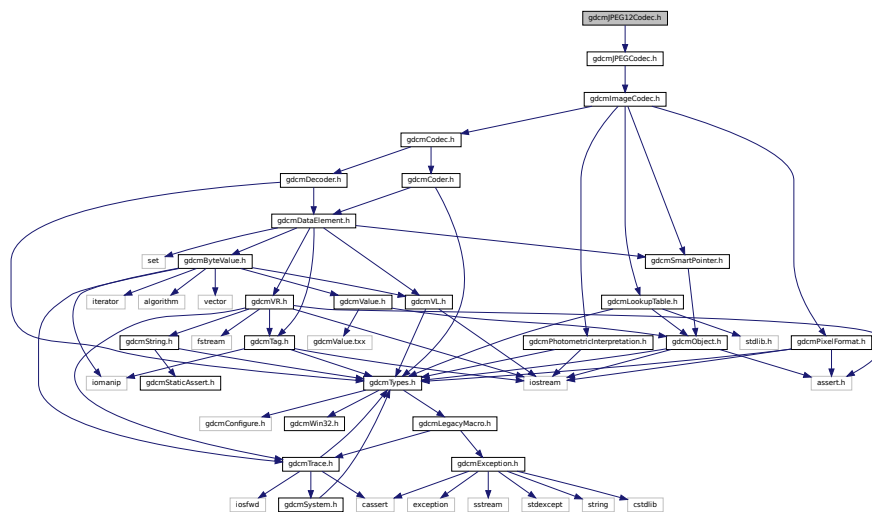 gdcmJPEG12Codec.h
gdcmJPEGCodec.h
gdcmImageCodec.h
gdcmCodec.h
gdcmDecoder.h
gdcmCoder.h
gdcmDataElement.h
set
gdcmByteValue.h
gdcmSmartPointer.h
iterator
algorithm
vector
gdcmVR.h
gdcmValue.h
gdcmVL.h
gdcmLookupTable.h
gdcmString.h
fstream
gdcmTag.h
gdcmValue.txx
gdcmPhotometricInterpretation.h
gdcmObject.h
stdlib.h
gdcmPixelFormat.h
iomanip
gdcmStaticAssert.h
gdcmTypes.h
iostream
assert.h
gdcmConfigure.h
gdcmWin32.h
gdcmLegacyMacro.h
gdcmTrace.h
gdcmException.h
iosfwd
gdcmSystem.h
cassert
exception
sstream
stdexcept
string
cstdlib